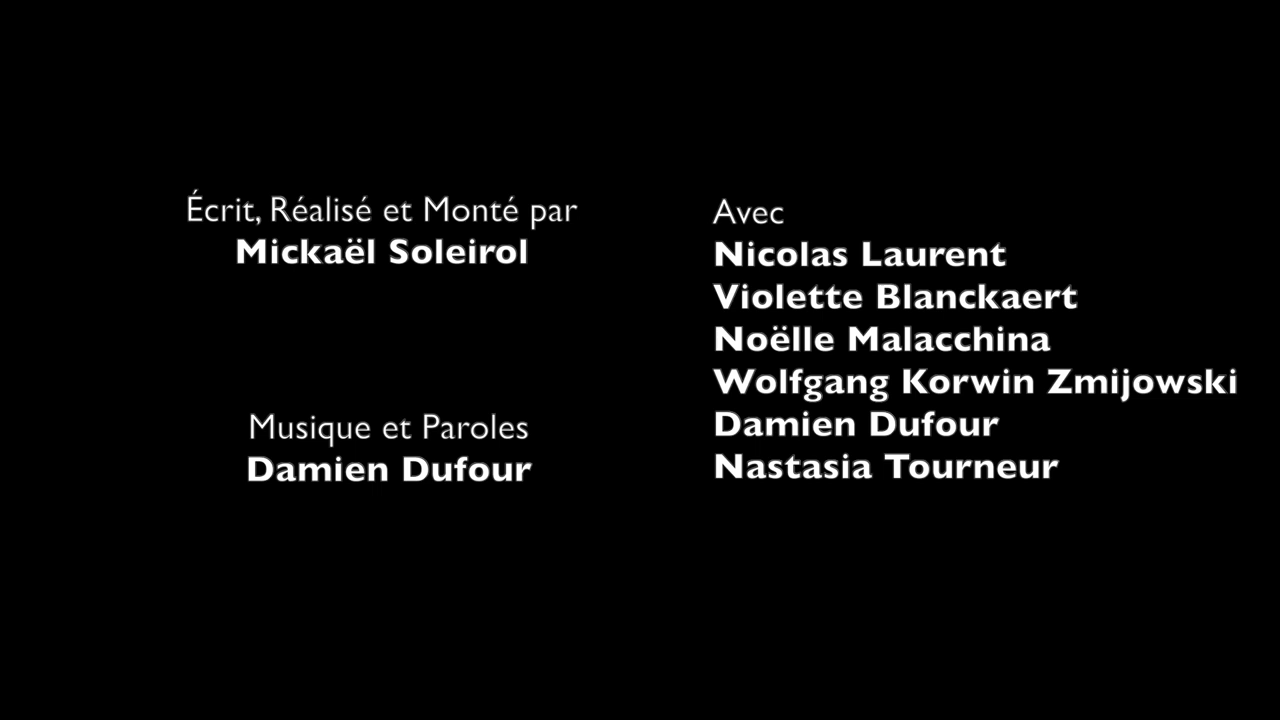 Écrit, Réalisé et Monté par
Mickaël Soleirol
Musique et Paroles
Damien Dufour
Avec
Nicolas Laurent
Violette Blanckaert
Noëlle Malacchina
Wolfgang Korwin Zmijowski
Damien Dufour
Nastasia Tourneur